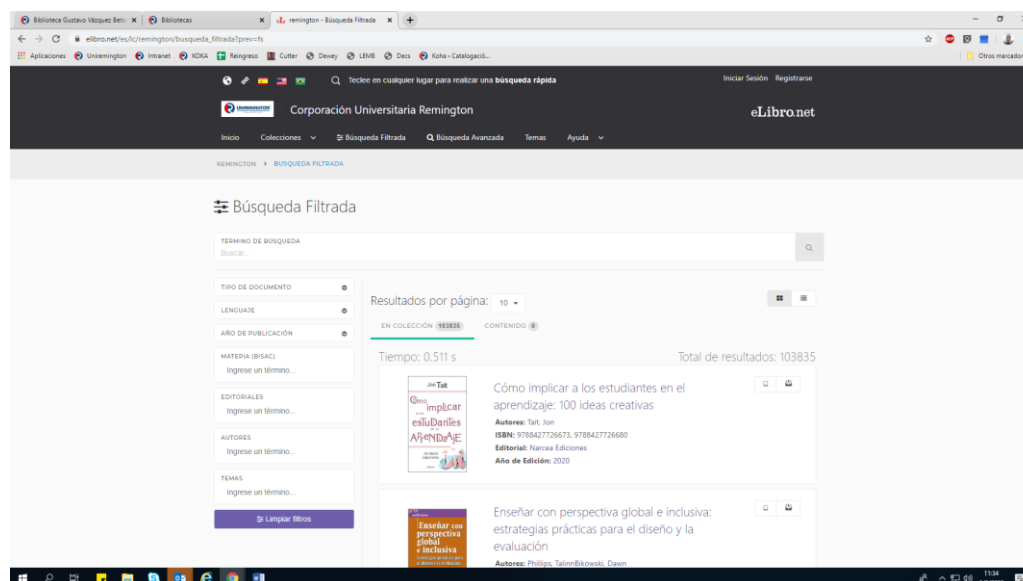 Biblioteca Gustavo Vázquez Beta
Bibliotecas
eL remington - Búsqueda Filtrada
elibro.net/es/lc/remington/busqueda_filtrada?prev=fs
Aplicaciones Uniremington Intranet KOKA Reingreso Cutter Dewey LEMB Decs Koha - Catalogació...
Otros marcadores
Teclee en cualquier lugar para realizar una búsqueda rápida
Iniciar Sesión Registrarse
UNIREMINGTON Corporación Universitaria Remington
eLibro.net
Inicio Colecciones Búsqueda Filtrada Búsqueda Avanzada Temas Ayuda
REMINGTON > BUSQUEDA FILTRADA
Búsqueda Filtrada
TÉRMINO DE BÚSQUEDA
Buscar...
TIPO DE DOCUMENTO
LENGUAJE
AÑO DE PUBLICACIÓN
MATERIA (BISAC)
Ingrese un término...
EDITORIALES
Ingrese un término...
AUTORES
Ingrese un término...
TEMAS
Ingrese un término...
Limpiar filtros
Resultados por página: 10
EN COLECCIÓN 103835 CONTENIDO 0
Tiempo: 0.511 s
Total de resultados: 103835
Jon Tait
Cómo
implicar
a los
esTuDanTes
en el
APRENDIZAJE
Cómo implicar a los estudiantes en el
aprendizaje: 100 ideas creativas
Autores: Tait, Jon
ISBN: 9788427726673, 9788427726680
Editorial: Narcea Ediciones
Año de Edición: 2020
Enseñar con
perspectiva
global
e inclusiva
Enseñar con perspectiva global e inclusiva:
estrategias prácticas para el diseño y la
evaluación
Autores: Phillips, TalinnBikowski, Dawn
11:34